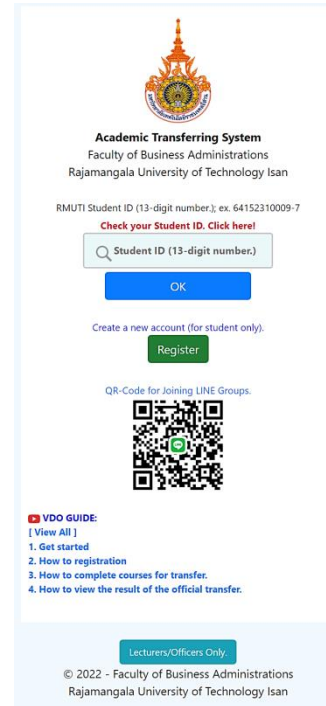 Academic Transferring System
Faculty of Business Administrations
Rajamangala University of Technology Isan
RMUTI Student ID (13-digit number.); ex. 64152310009-7
Check your Student ID. Click here!
Student ID (13-digit number.)
OK
Create a new account (for student only).
Register
QR-Code for Joining LINE Groups.
VDO GUIDE:
[ View All ]
1. Get started
2. How to registration
3. How to complete courses for transfer.
4. How to view the result of the official transfer.
Lecturers/Officers Only.
© 2022 - Faculty of Business Administrations
Rajamangala University of Technology Isan